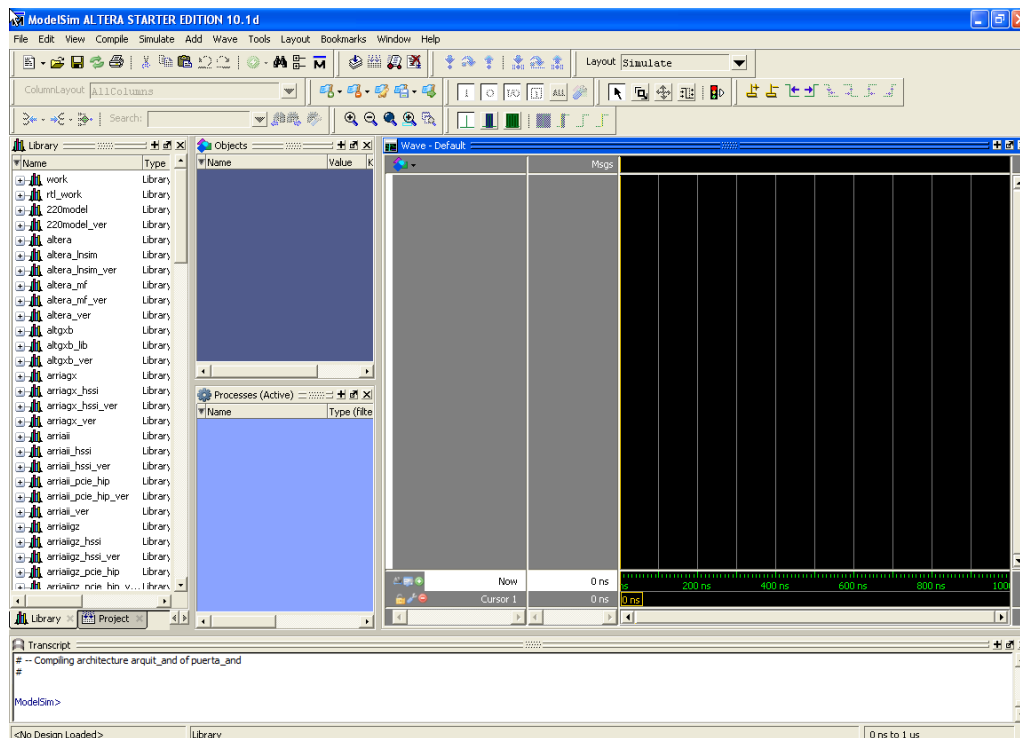 ModelSim ALTERA STARTER EDITION 10.1d
File Edit View Compile Simulate Add Wave Tools Layout Bookmarks Window Help
Layout Simulate
ColumnLayout AllColumns
Search:
Library
Name Type
work Library
rtl_work Library
220model Library
220model_ver Library
altera Library
altera_lnsim Library
altera_lnsim_ver Library
altera_mf Library
altera_mf_ver Library
altera_ver Library
altgxb Library
altgxb_lib Library
altgxb_ver Library
arriagx Library
arriagx_hssi Library
arriagx_hssi_ver Library
arriagx_ver Library
arriaii Library
arriaii_hssi Library
arriaii_hssi_ver Library
arriaii_pcie_hip Library
arriaii_pcie_hip_ver Library
arriaii_ver Library
arriaiigz Library
arriaiigz_hssi Library
arriaiigz_hssi_ver Library
arriaiigz_pcie_hip Library
arriaiigz_pcie_hip_v... Library
Library Project
Objects
Name Value K
Processes (Active)
Name Type (filte
Wave - Default
Msgs
Now 0 ns
Cursor 1 0 ns
ns 200 ns 400 ns 600 ns 800 ns 100
0 ns
Transcript
# -- Compiling architecture arquit_and of puerta_and
#
ModelSim>
<No Design Loaded> Library 0 ns to 1 us